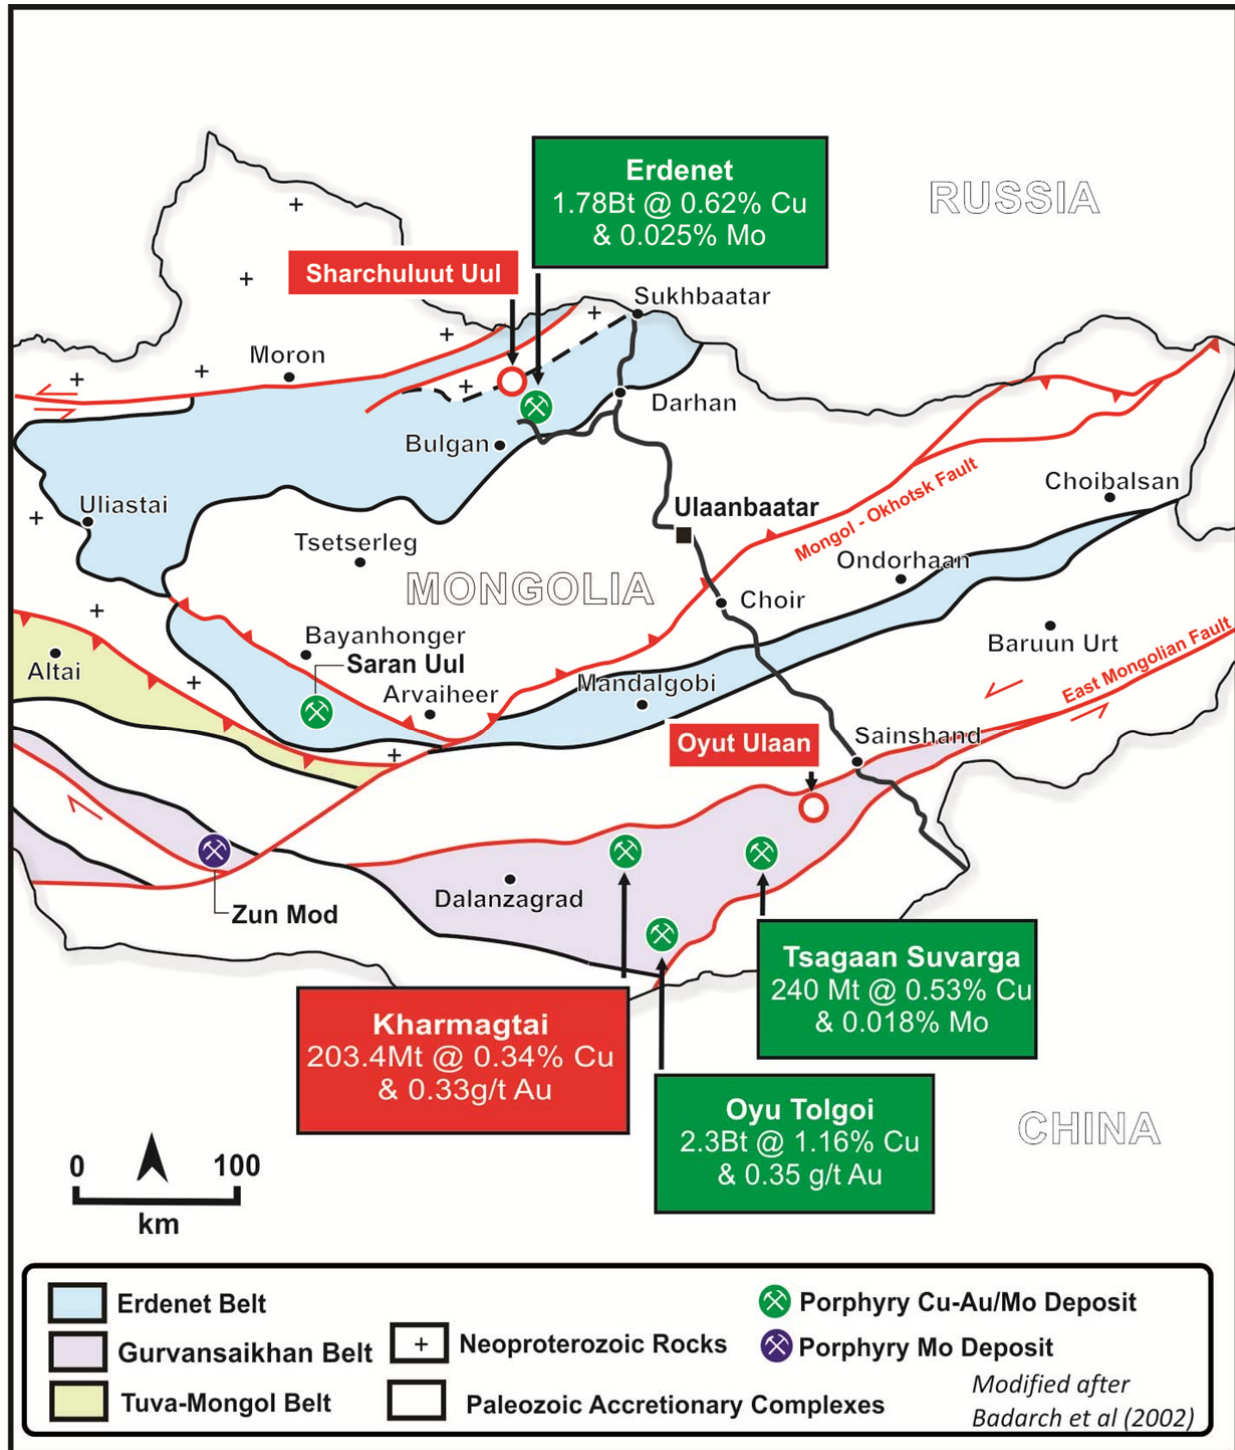 Erdenet
1.78Bt @ 0.62% Cu
& 0.025% Mo
RUSSIA
Sharchuluut Uul
Sukhbaatar
Moron
Darhan
Bulgan
Choibalsan
Mongol - Okhotsk Fault
Uliastai
Ulaanbaatar
Tsetserleg
Ondorhaan
MONGOLIA
Choir
Bayanhonger
Baruun Urt
Saran Uul
Altai
Arvaiheer
Mandalgobi
East Mongolian Fault
Oyut Ulaan
Sainshand
Dalanzagrad
Zun Mod
Tsagaan Suvarga
240 Mt @ 0.53% Cu
& 0.018% Mo
Kharmagtai
203.4Mt @ 0.34% Cu
& 0.33g/t Au
Oyu Tolgoi
2.3Bt @ 1.16% Cu
& 0.35 g/t Au
CHINA
0 100
km
Erdenet Belt
Gurvansaikhan Belt
Tuva-Mongol Belt
+ Neoproterozoic Rocks
Paleozoic Accretionary Complexes
Porphyry Cu-Au/Mo Deposit
Porphyry Mo Deposit
Modified after
Badarch et al (2002)